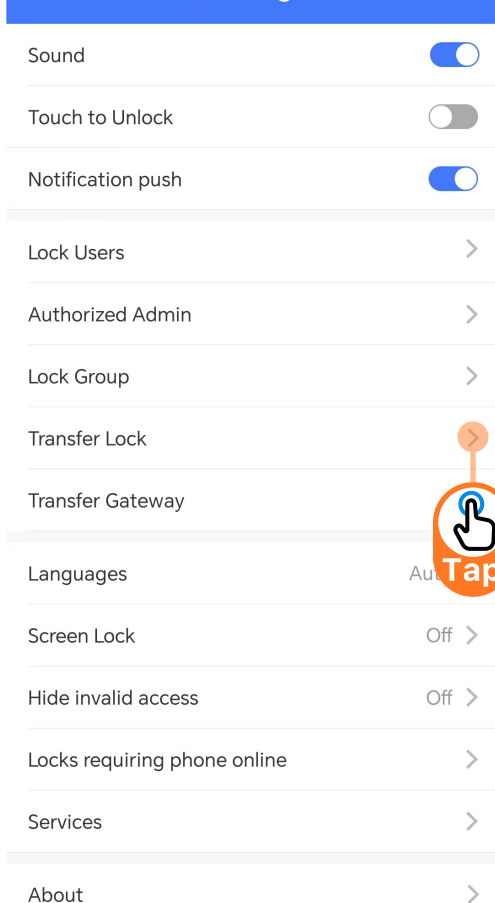 Sound
Touch to Unlock
Notification push
Lock Users
Authorized Admin
Lock Group
Transfer Lock
Transfer Gateway
Languages
Screen Lock Off
Hide invalid access Off
Locks requiring phone online
Services
About
Tap